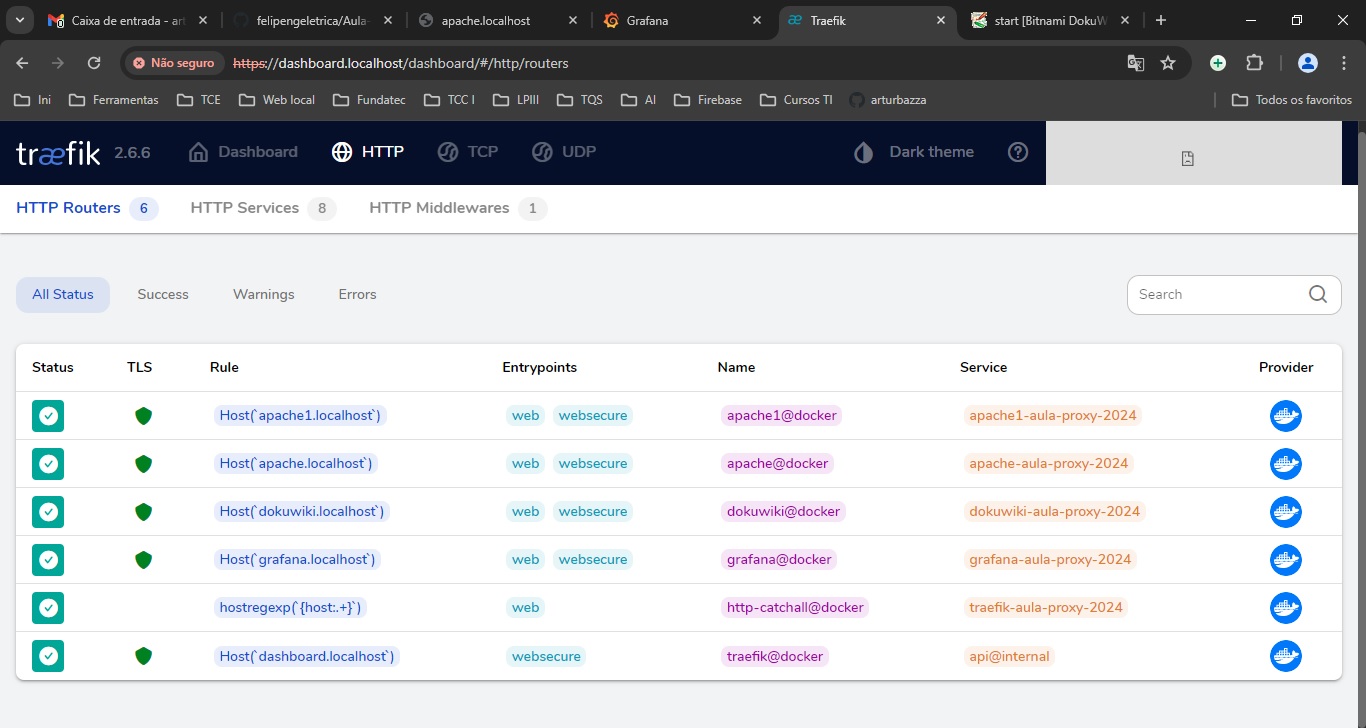 Caixa de entrada - art
felipengeletrica/Aula-
apache.localhost
Grafana
Traefik
start [Bitnami DokuW
Não seguro
https://dashboard.localhost/dashboard/#/http/routers
Ini
Ferramentas
TCE
Web local
Fundatec
TCC I
LPIII
TQS
AI
Firebase
Cursos TI
arturbazza
Todos os favoritos
træfik 2.6.6
Dashboard
HTTP
TCP
UDP
Dark theme
HTTP Routers 6
HTTP Services 8
HTTP Middlewares 1
All Status
Success
Warnings
Errors
Search
Status TLS Rule Entrypoints Name Service Provider
Host(`apache1.localhost`) web websecure apache1@docker apache1-aula-proxy-2024
Host(`apache.localhost`) web websecure apache@docker apache-aula-proxy-2024
Host(`dokuwiki.localhost`) web websecure dokuwiki@docker dokuwiki-aula-proxy-2024
Host(`grafana.localhost`) web websecure grafana@docker grafana-aula-proxy-2024
hostregexp(`{host:.+}`) web http-catchall@docker traefik-aula-proxy-2024
Host(`dashboard.localhost`) websecure traefik@docker api@internal